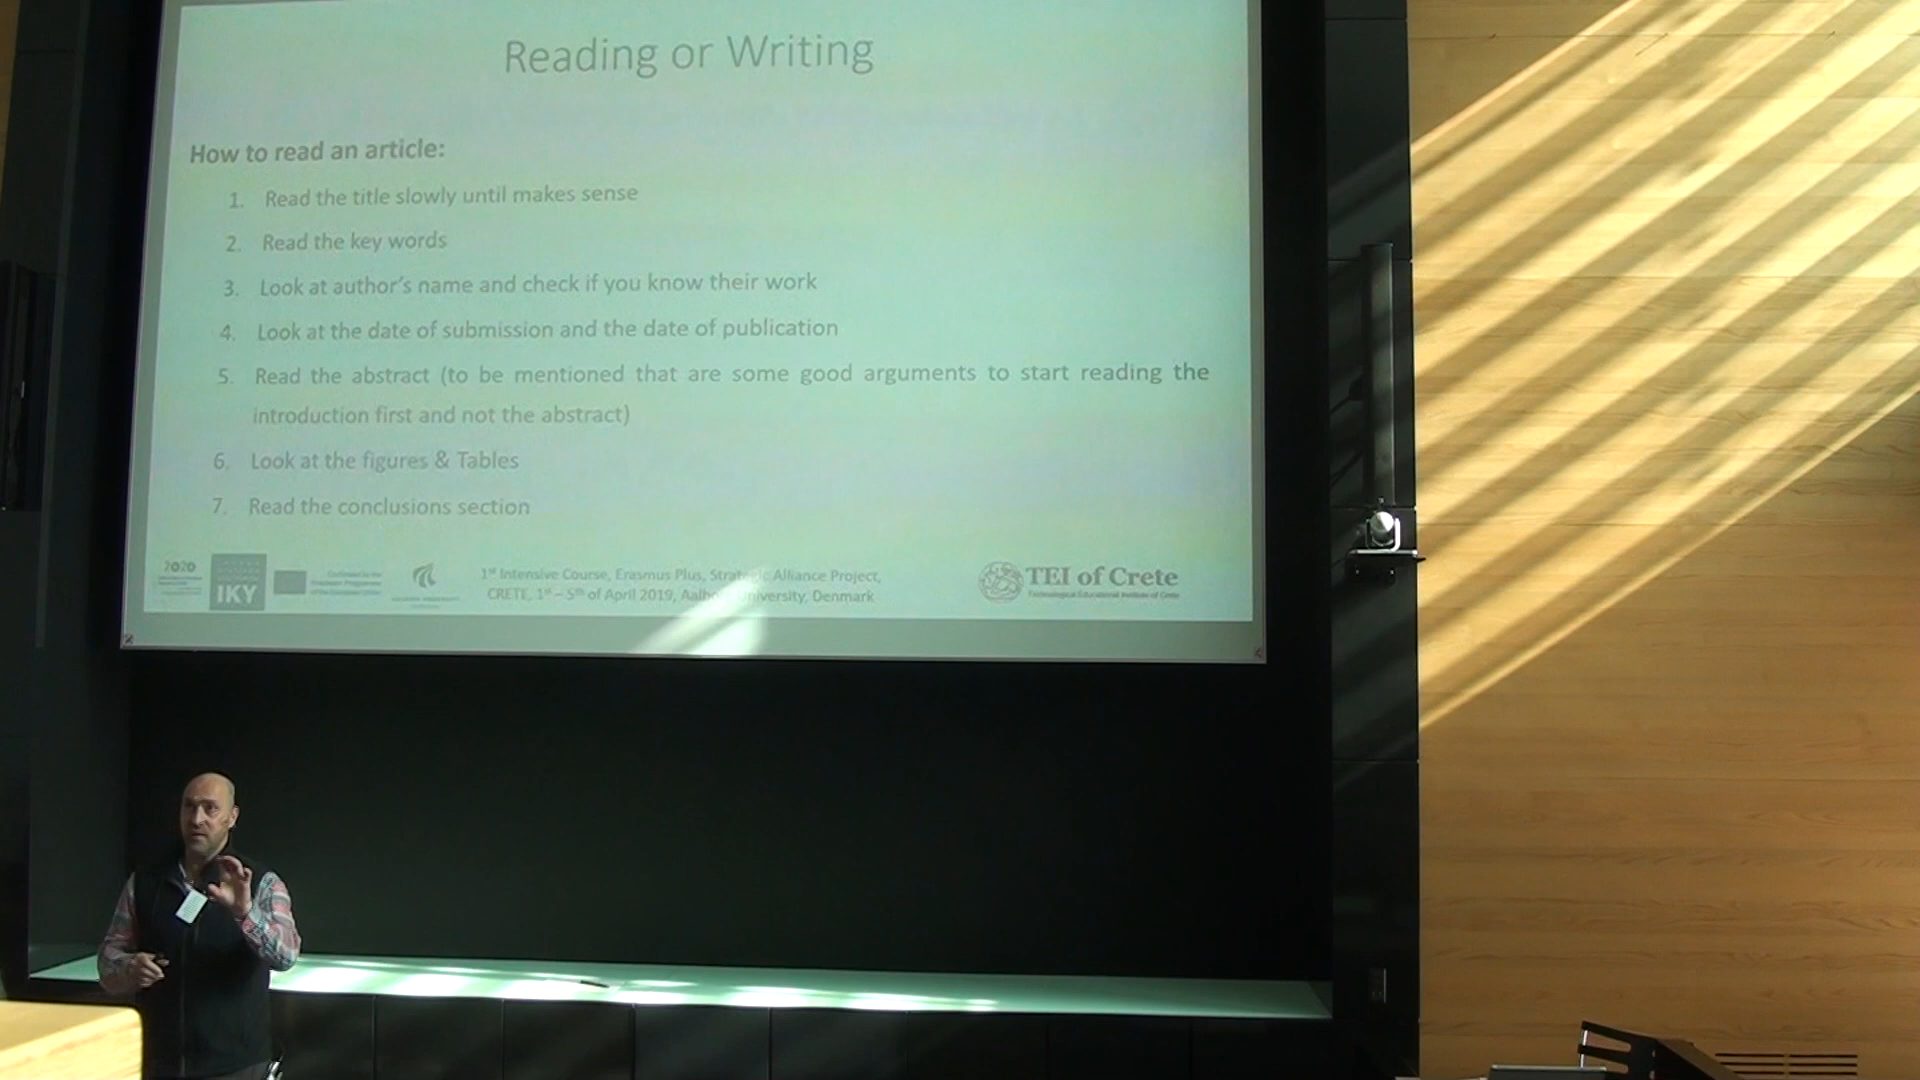 Reading or Writing
How to read an article:
1. Read the title slowly until makes sense
2. Read the key words
3. Look at author's name and check if you know their work
4. Look at the date of submission and the date of publication
5. Read the abstract (to be mentioned that are some good arguments to start reading the
introduction first and not the abstract)
6. Look at the figures & Tables
7. Read the conclusions section
2020
IKY
1st Intensive Course, Erasmus Plus, Strategic Alliance Project,
CRETE, 1st – 5th of April 2019, Aalborg University, Denmark
TEI of Crete
Technological Educational Institute of Crete